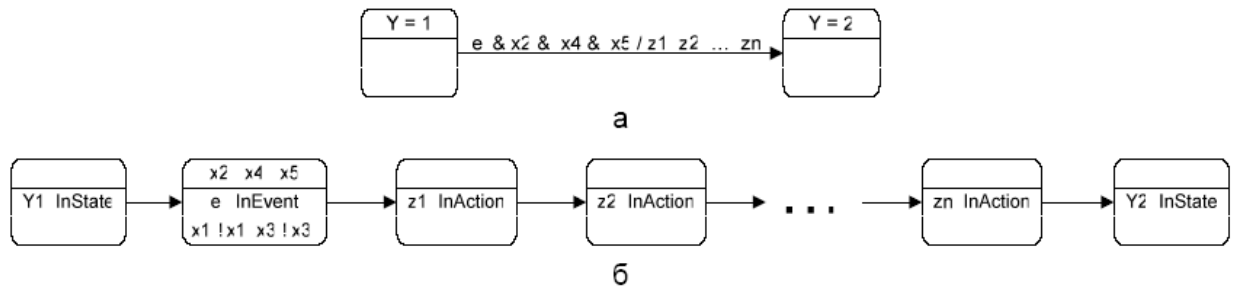 Y = 1
Y = 2
e & x2 & x4 & x5 / z1 z2 ... zn
а
x2 x4 x5
Y1 InState
e InEvent
z1 InAction
z2 InAction
...
zn InAction
Y2 InState
x1 !x1 x3 !x3
б